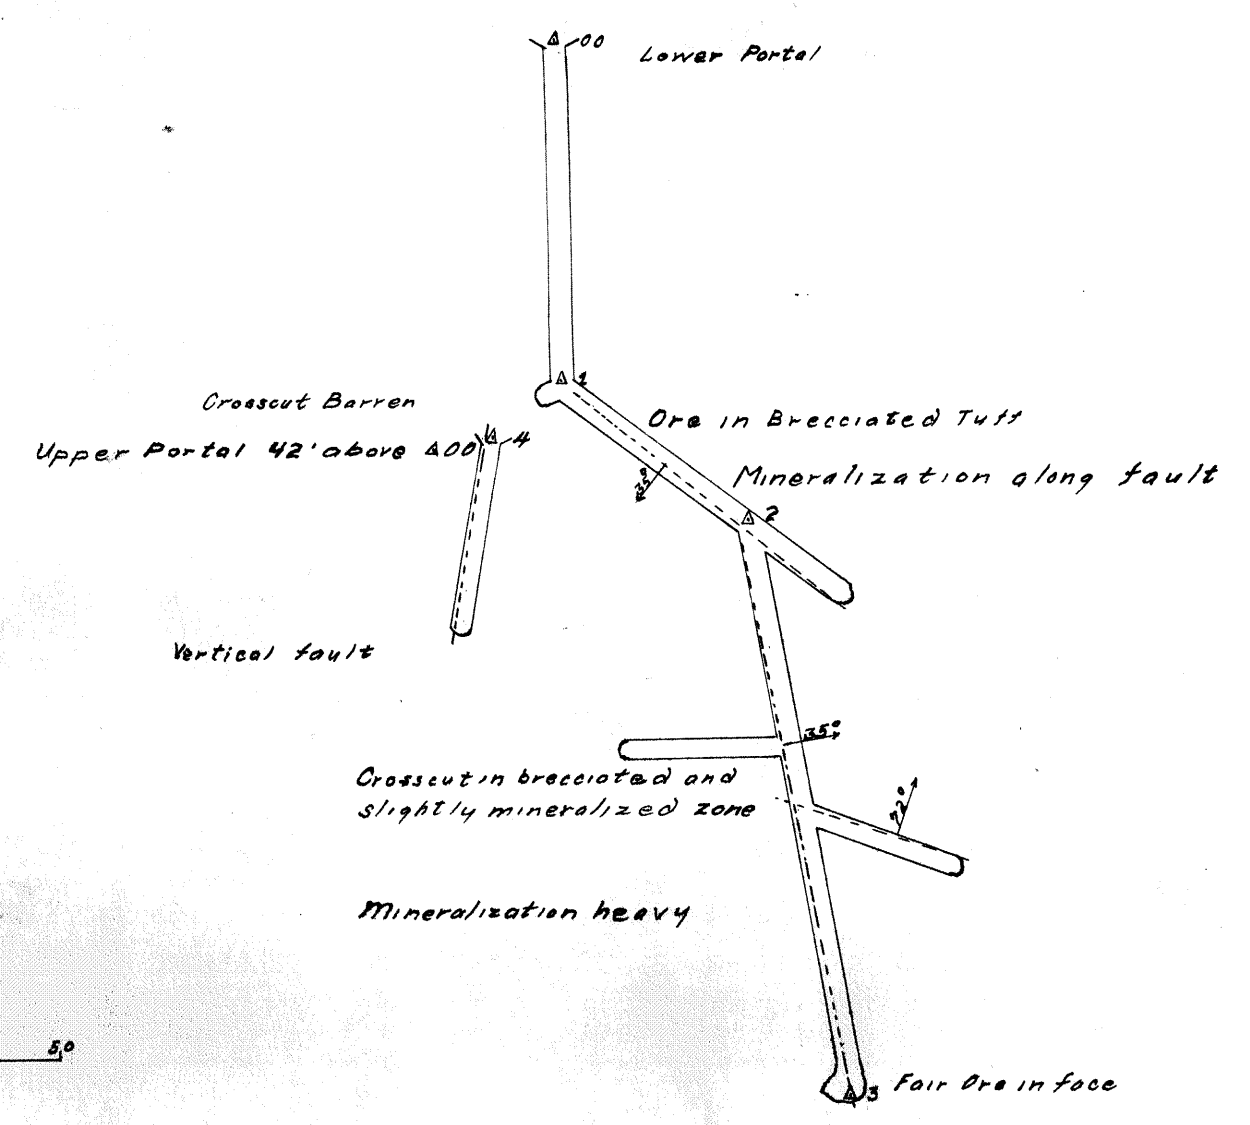 00
Lower Portal
1
Crosscut Barren
Ore in Brecciated Tuff
Upper Portal 42' above △00
4
Mineralization along fault
35°
2
Vertical fault
35°
Crosscut in brecciated and
slightly mineralized zone
72°
Mineralization heavy
50
3
Fair Ore in face